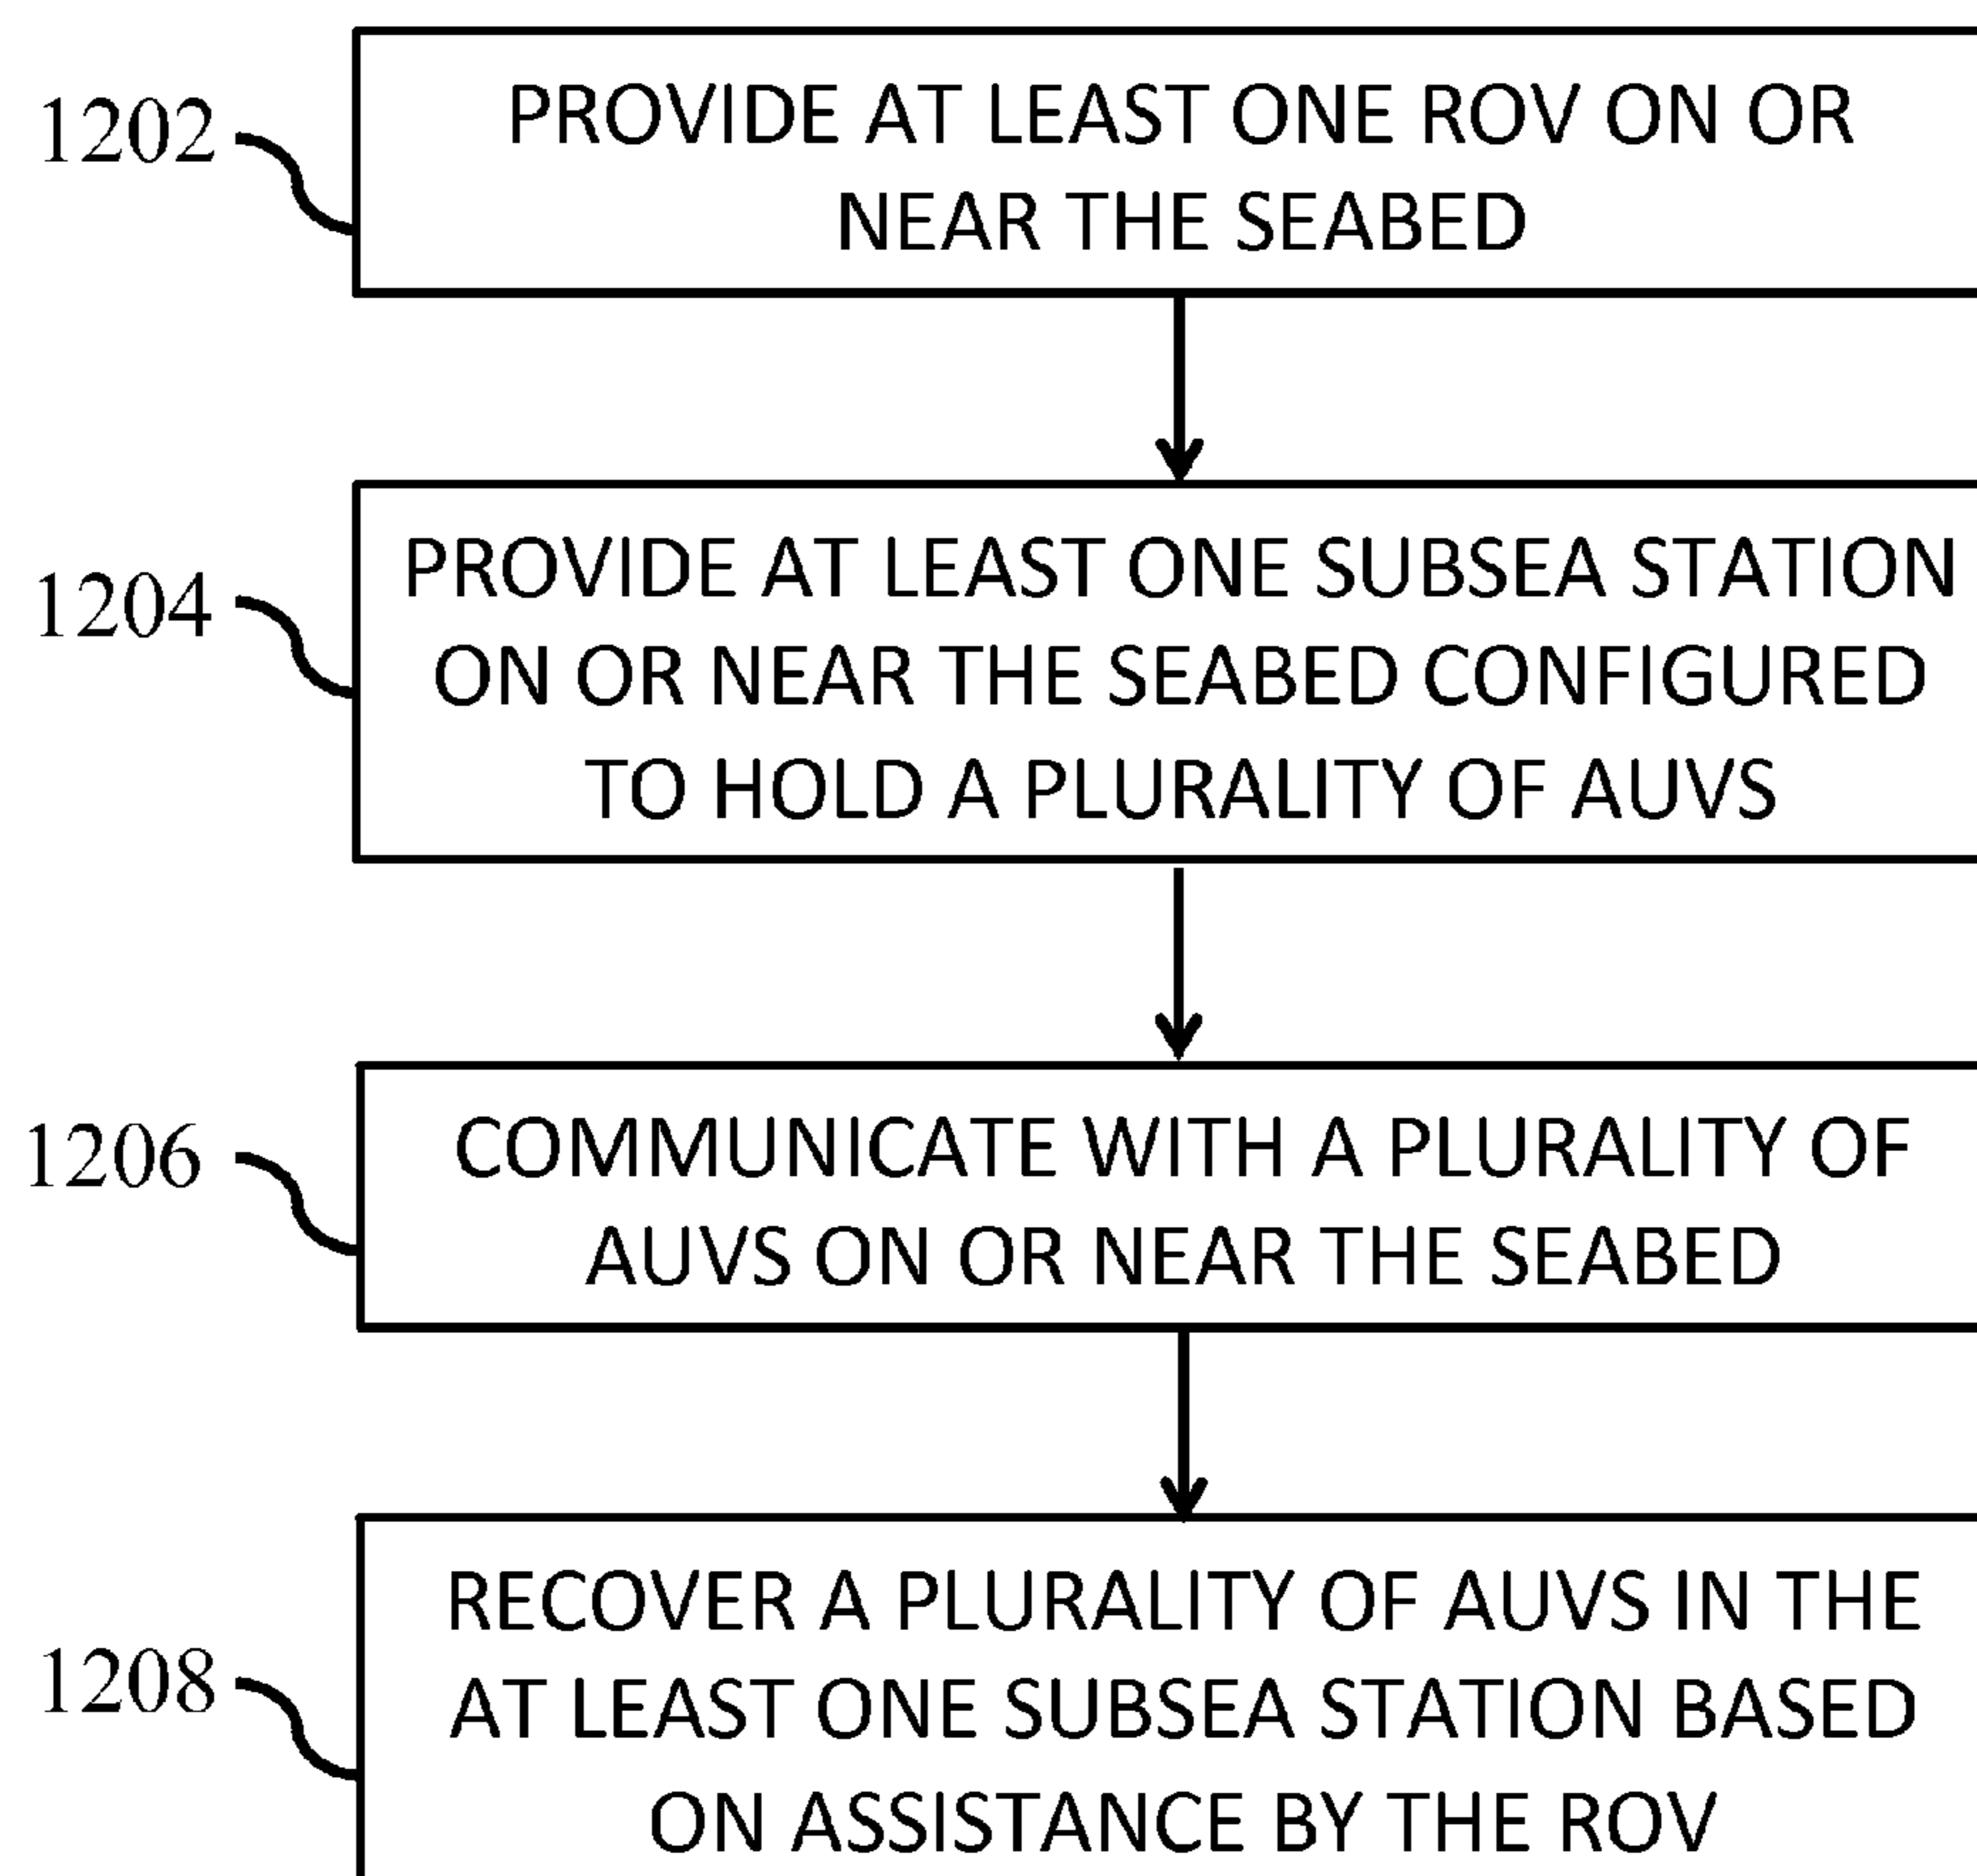 1202
PROVIDE AT LEAST ONE ROV ON OR
NEAR THE SEABED
1204
PROVIDE AT LEAST ONE SUBSEA STATION
ON OR NEAR THE SEABED CONFIGURED
TO HOLD A PLURALITY OF AUVS
1206
COMMUNICATE WITH A PLURALITY OF
AUVS ON OR NEAR THE SEABED
1208
RECOVER A PLURALITY OF AUVS IN THE
AT LEAST ONE SUBSEA STATION BASED
ON ASSISTANCE BY THE ROV